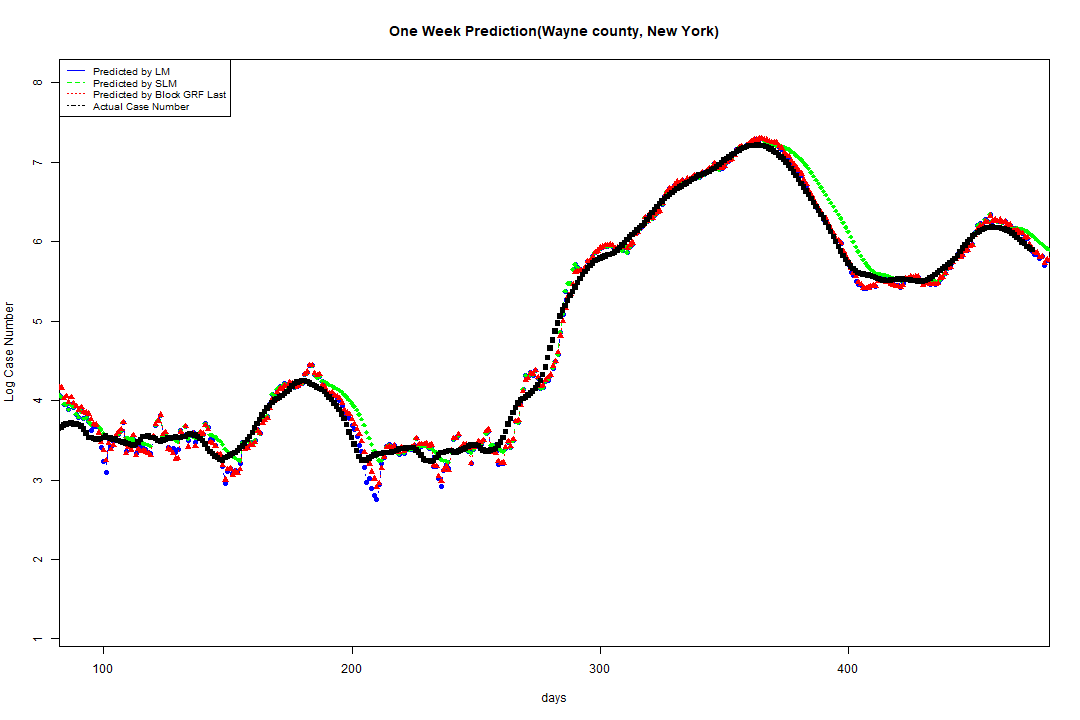 One Week Prediction(Wayne county, New York)
Predicted by LM
Predicted by SLM
Predicted by Block GRF Last
Actual Case Number
8
7
6
5
4
3
2
1
Log Case Number
100 200 300 400
days